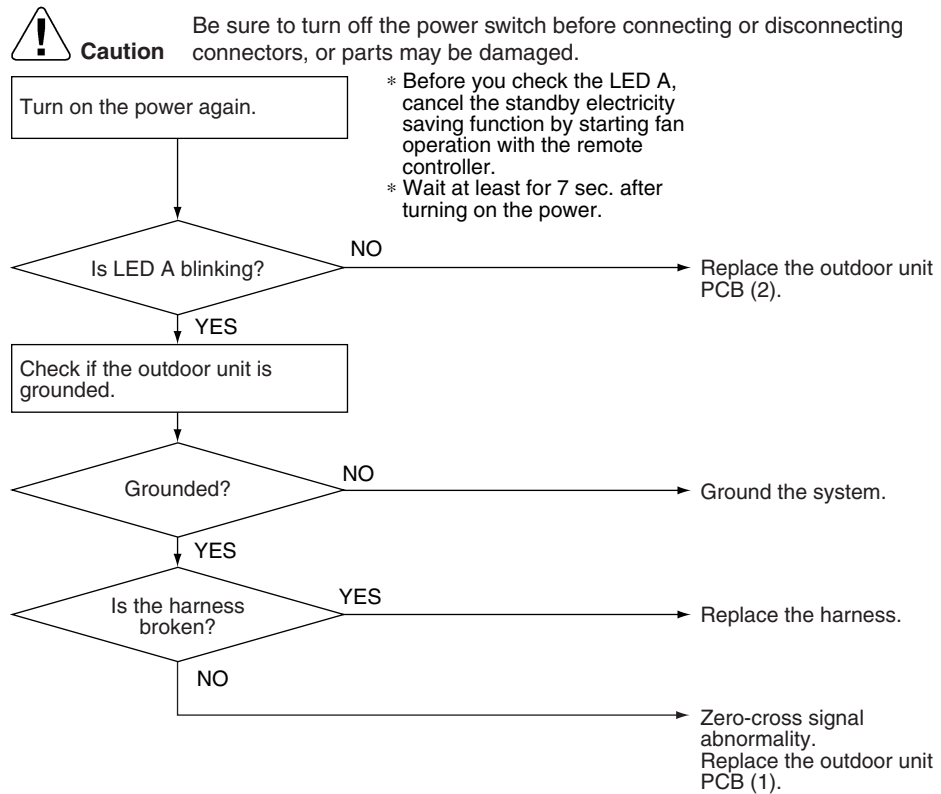 Be sure to turn off the power switch before connecting or disconnecting
Caution connectors, or parts may be damaged.
Turn on the power again.
* Before you check the LED A,
cancel the standby electricity
saving function by starting fan
operation with the remote
controller.
* Wait at least for 7 sec. after
turning on the power.
Is LED A blinking?
NO
Replace the outdoor unit
PCB (2).
YES
Check if the outdoor unit is
grounded.
Grounded?
NO
Ground the system.
YES
Is the harness
broken?
YES
Replace the harness.
NO
Zero-cross signal
abnormality.
Replace the outdoor unit
PCB (1).